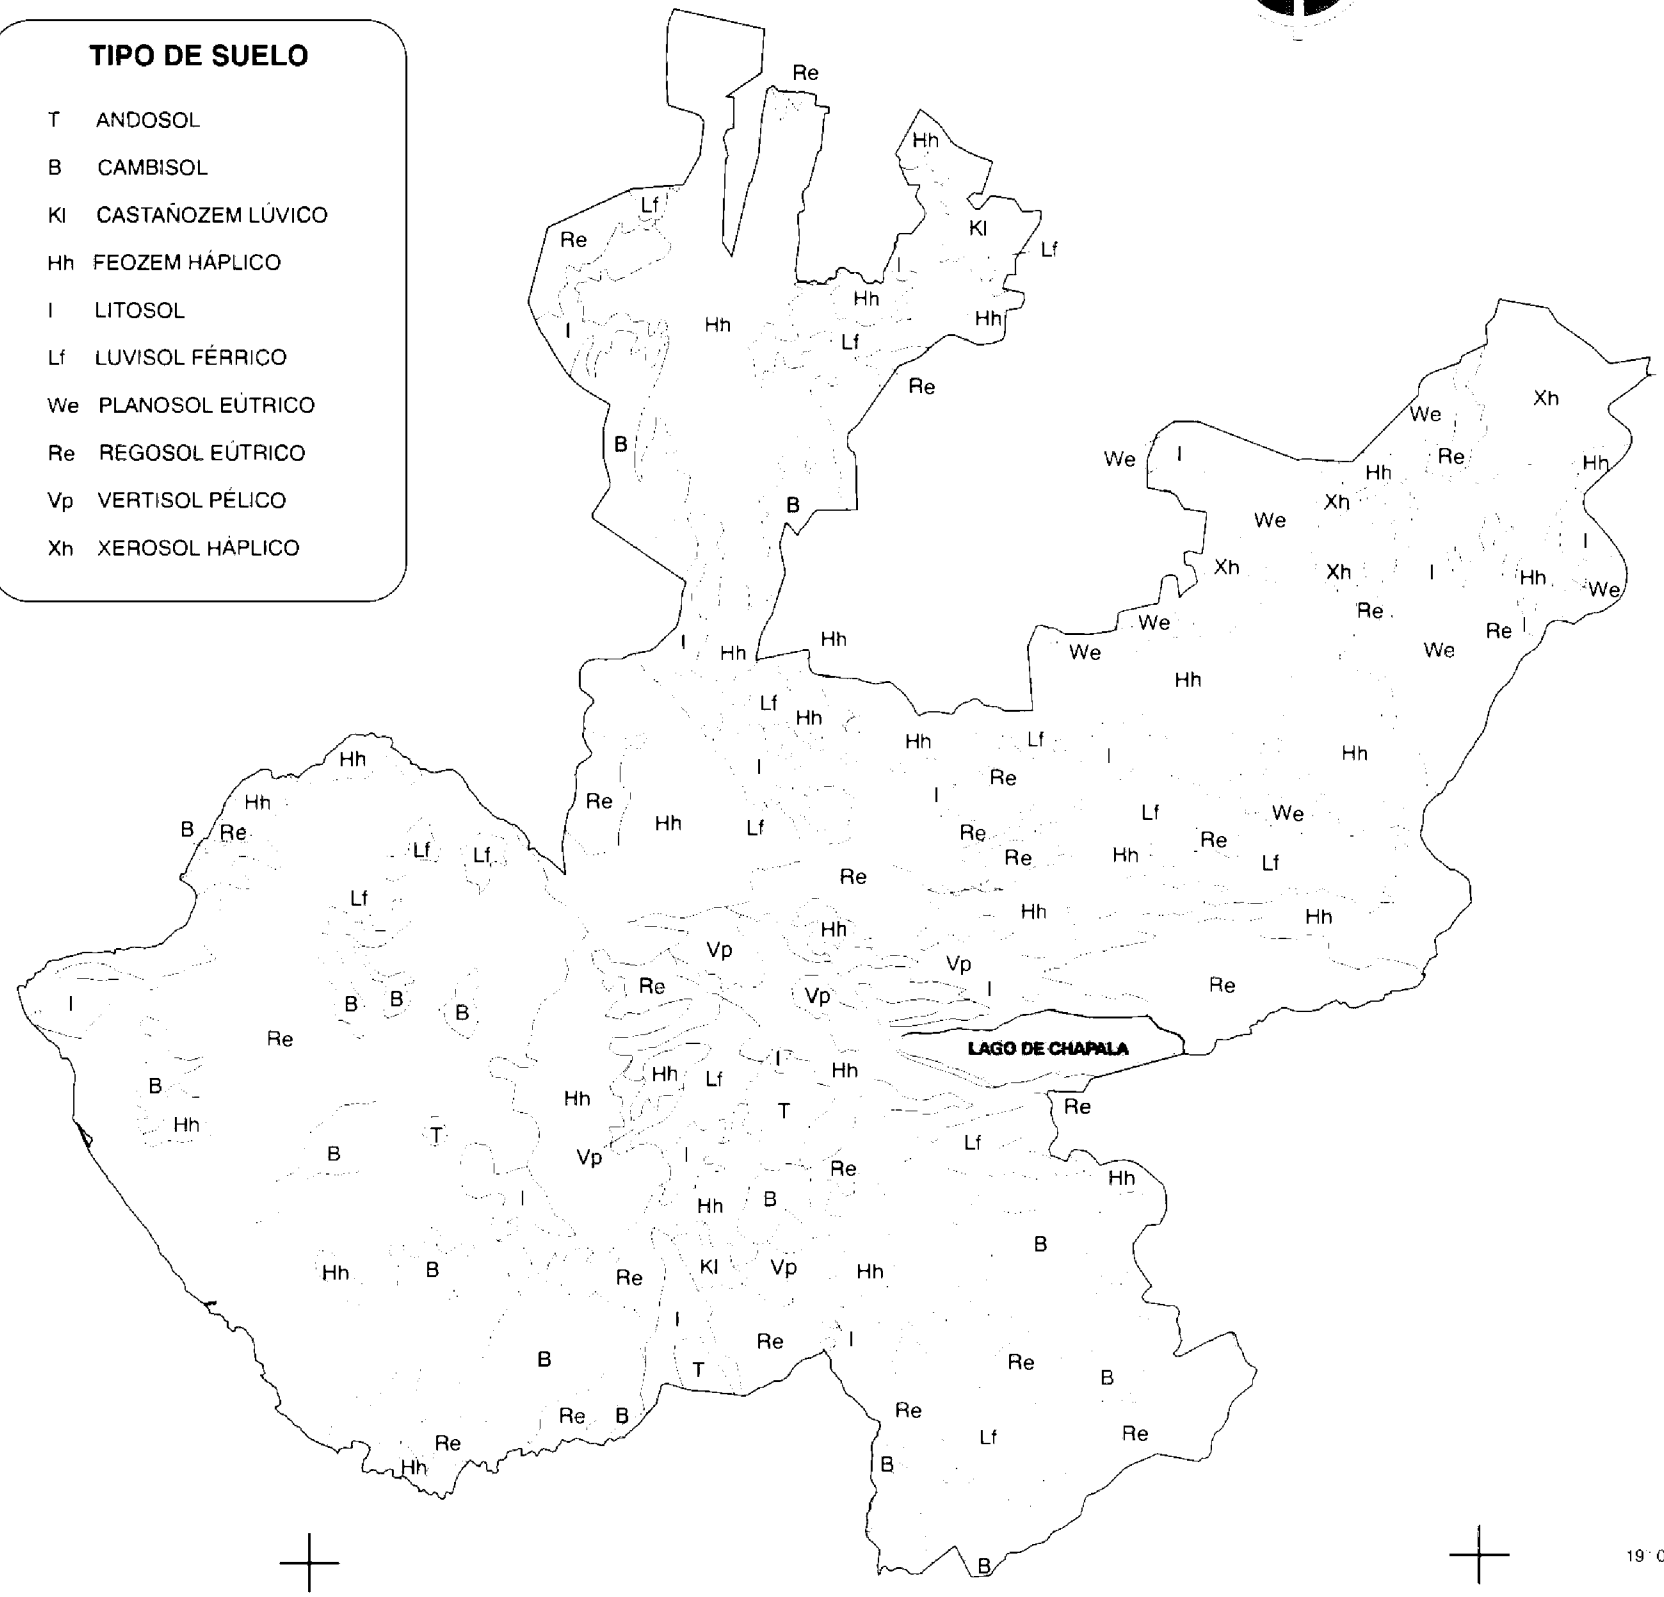 TIPO DE SUELO
T ANDOSOL
B CAMBISOL
Kl CASTAÑOZEM LÚVICO
Hh FEOZEM HÁPLICO
I LITOSOL
Lf LUVISOL FÉRRICO
We PLANOSOL EÚTRICO
Re REGOSOL EÚTRICO
Vp VERTISOL PÉLICO
Xh XEROSOL HÁPLICO
Re
Hh
Lf
Kl
Re
Lf
I
Hh
Hh
Hh
I
Lf
Re
Xh
We
B
I
Re
We
Hh
Hh
Xh
B
We
I
Xh
Xh
I
Hh
We
Re
We
Re
I
Hh
I
Hh
We
We
Hh
Lf
Hh
Hh
Lf
I
Hh
Hh
I
Re
Hh
Re
I
Lf
We
B
Re
Hh
Lf
Re
Re
Lf
Lf
Re
Hh
Lf
Re
Lf
Hh
Hh
Hh
Vp
Vp
Re
I
Re
I
B
B
B
Vp
Re
LAGO DE CHAPALA
I
Hh
Lf
Hh
B
Hh
T
Re
Hh
T
Lf
B
Vp
I
Re
Hh
I
Hh
B
B
Hh
B
Re
Kl
Vp
Hh
I
Re
I
B
T
Re
B
Re
B
Re
Re
Lf
Re
Hh
B
B
19° 0